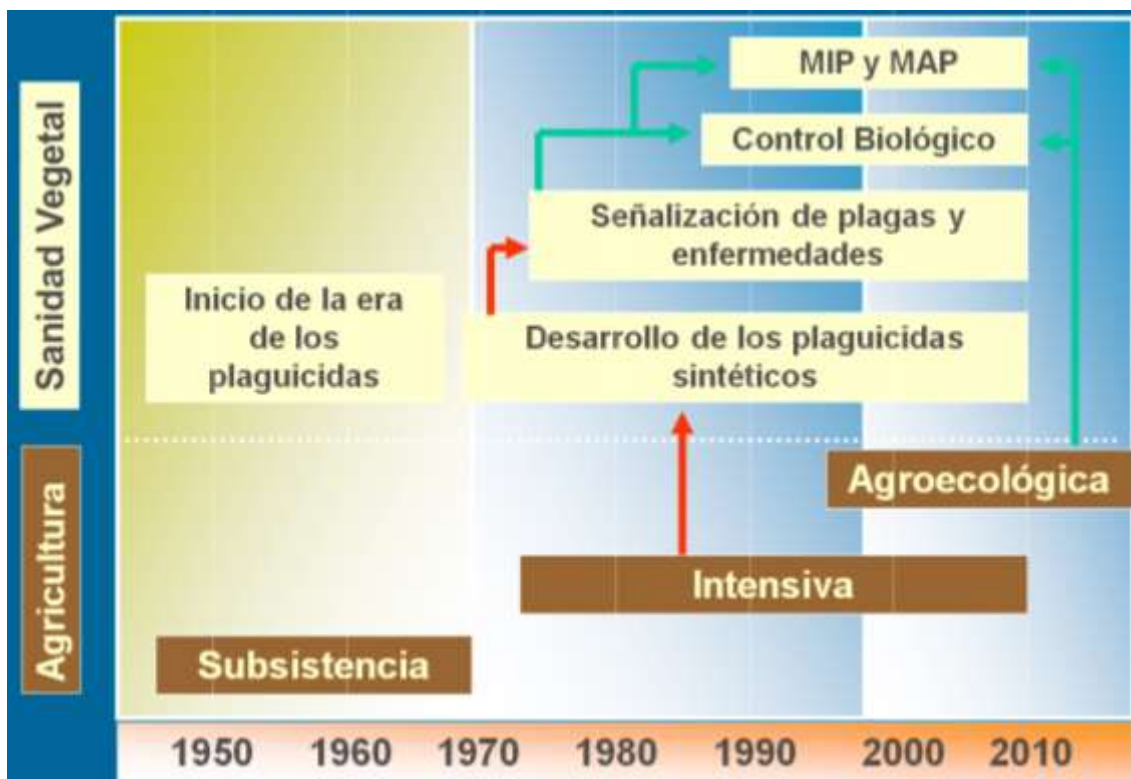 Sanidad Vegetal
MIP y MAP
Control Biológico
Señalización de plagas y
enfermedades
Inicio de la era
de los
plaguicidas
Desarrollo de los plaguicidas
sintéticos
Agricultura
Agroecológica
Intensiva
Subsistencia
1950 1960 1970 1980 1990 2000 2010